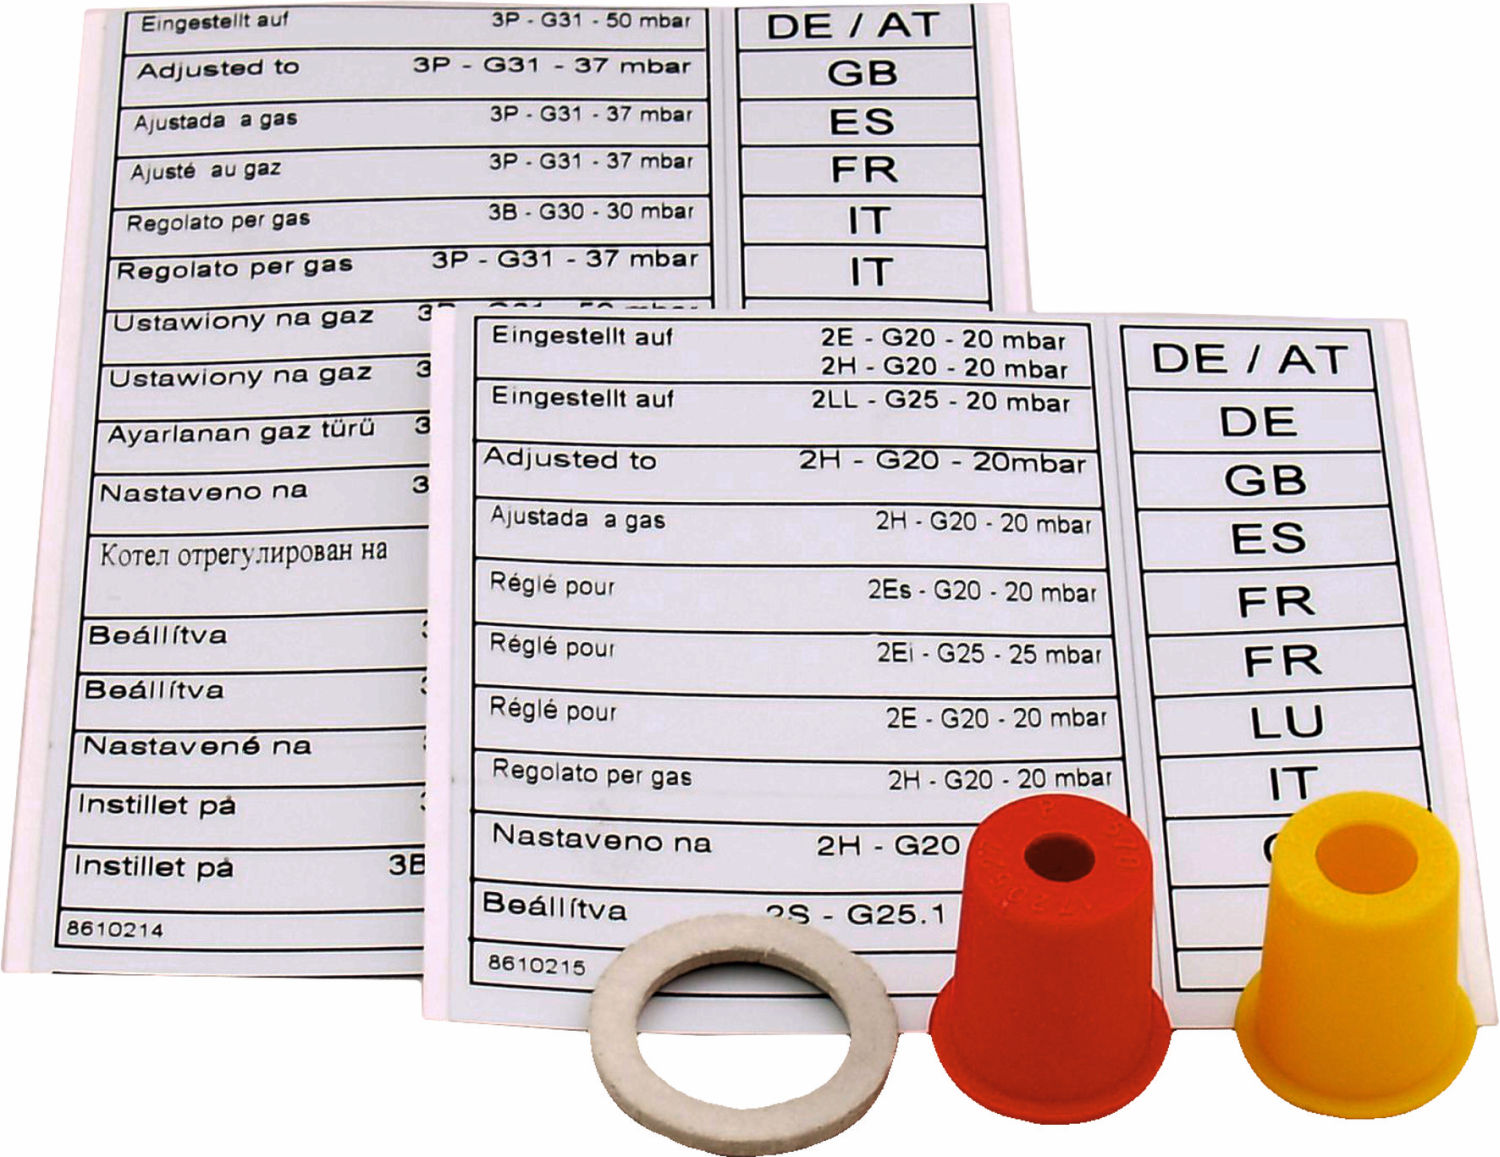 Eingestellt auf 3P - G31 - 50 mbar DE / AT
Adjusted to 3P - G31 - 37 mbar GB
Ajustada a gas 3P - G31 - 37 mbar ES
Ajusté au gaz 3P - G31 - 37 mbar FR
Regolato per gas 3B - G30 - 30 mbar IT
Regolato per gas 3P - G31 - 37 mbar IT
Ustawiony na gaz
Ustawiony na gaz
Ayarlanan gaz türü
Nastaveno na
Котел отрегулирован на
Beállítva
Beállítva
Nastavené na
Instillet på
Instillet på 3B
8610214
Eingestellt auf 2E - G20 - 20 mbar DE / AT
2H - G20 - 20 mbar
Eingestellt auf 2LL - G25 - 20 mbar DE
Adjusted to 2H - G20 - 20mbar GB
Ajustada a gas 2H - G20 - 20 mbar ES
Réglé pour 2Es - G20 - 20 mbar FR
Réglé pour 2Ei - G25 - 25 mbar FR
Réglé pour 2E - G20 - 20 mbar LU
Regolato per gas 2H - G20 - 20 mbar IT
Nastaveno na 2H - G20
Beállítva 2S - G25.1
8610215